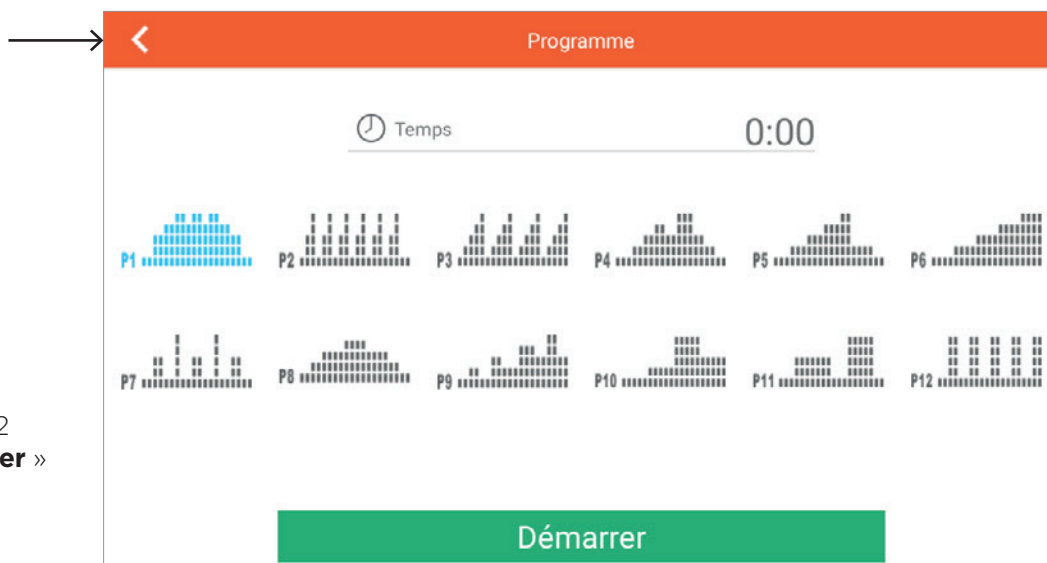 Programme
Temps 0:00
P1 P2 P3 P4 P5 P6
P7 P8 P9 P10 P11 P12
2
er »
Démarrer